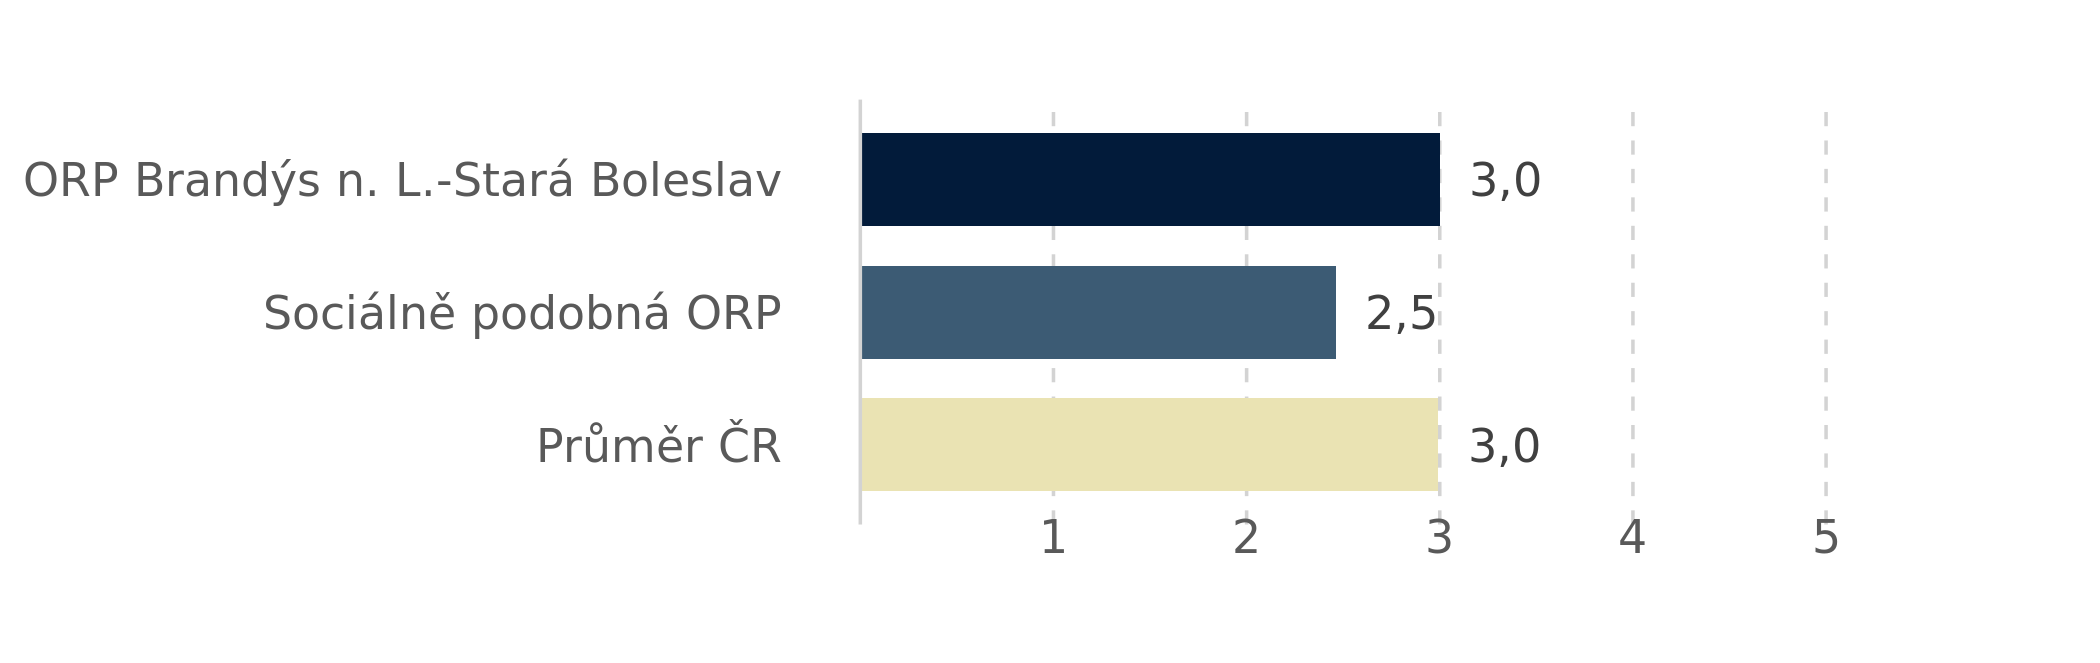 ORP Brandýs n. L.-Stará Boleslav 3,0
Sociálně podobná ORP 2,5
Průměr ČR 3,0
1 2 3 4 5